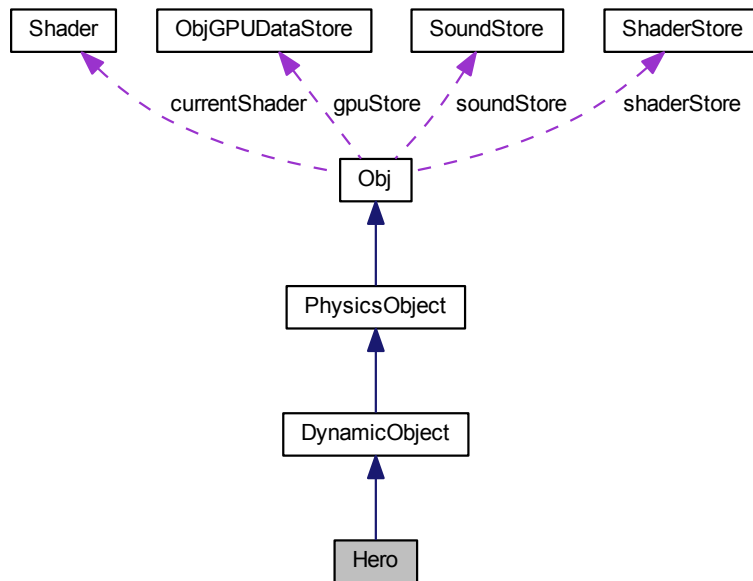 Shader
ObjGPUDataStore
SoundStore
ShaderStore
currentShader
gpuStore
soundStore
shaderStore
Obj
PhysicsObject
DynamicObject
Hero